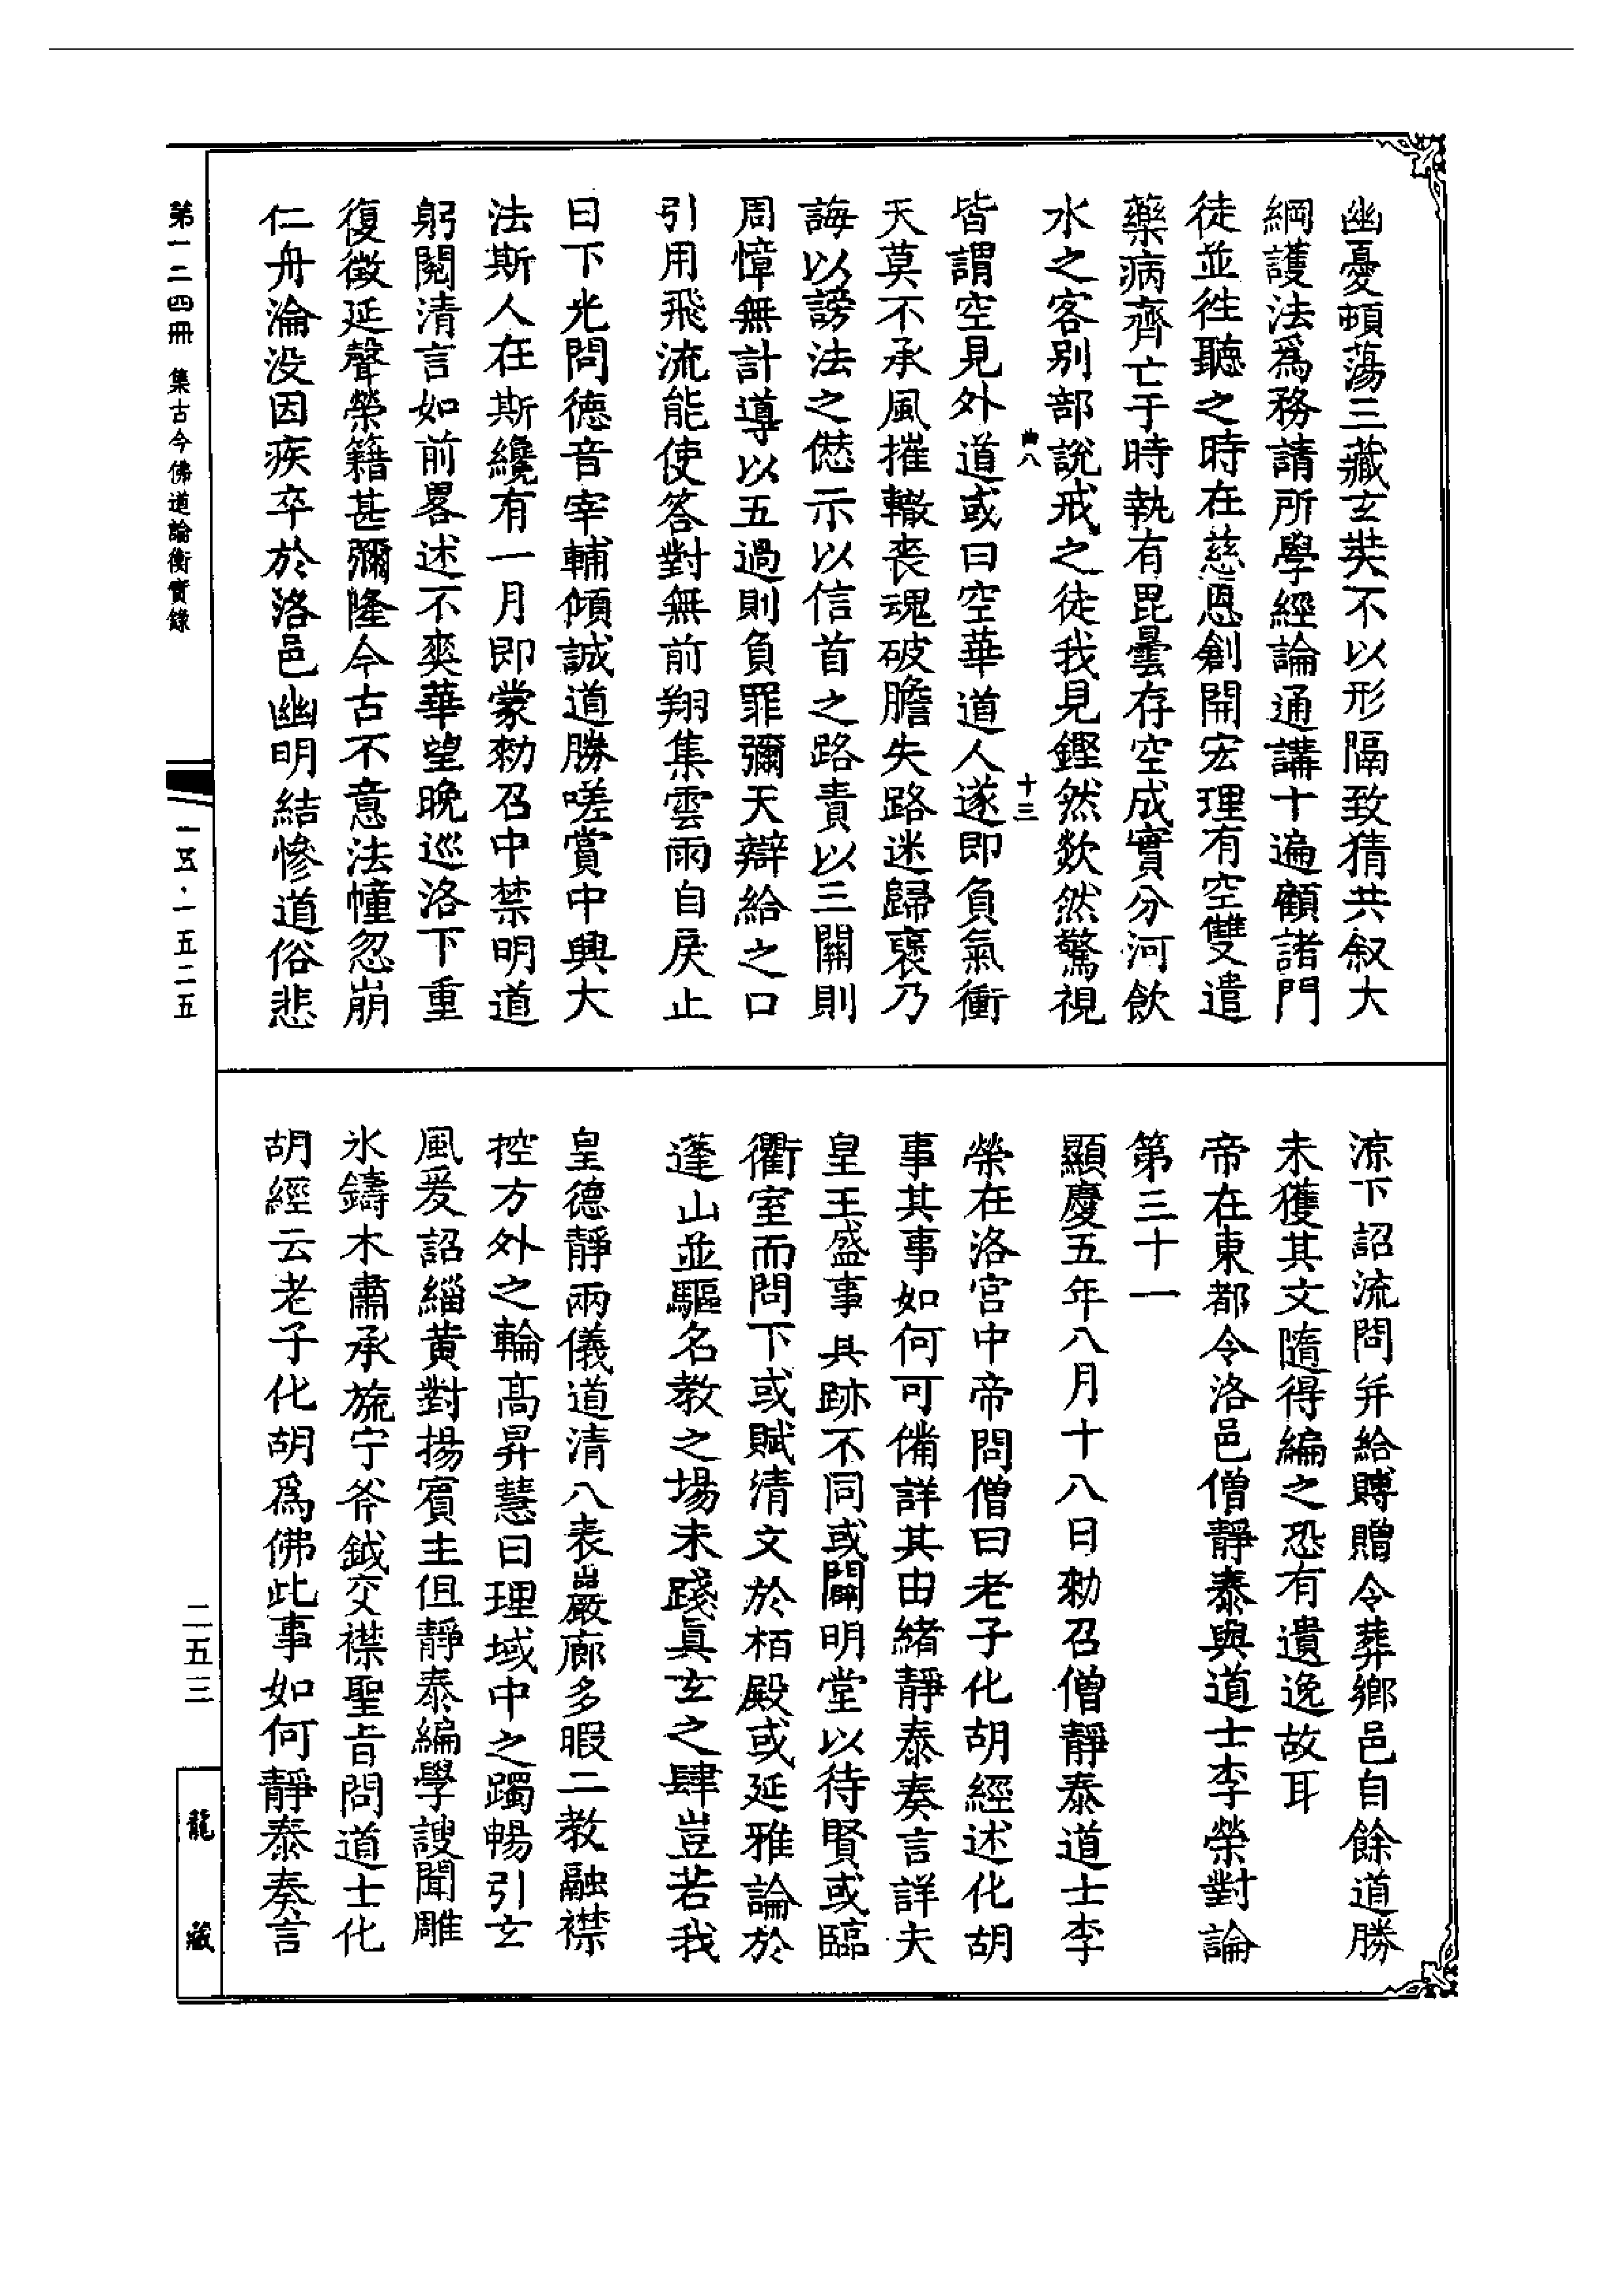 幽憂頓蕩三藏玄奘不以形隔致猜共叙大
綱護法爲務請所學經論通講十遍顧諸門
徒並往聽之時在慈恩創開宏理有空雙遣
藥病齊亡于時執有毘曇存空成實分河飲
水之客别部說戒之徒我見鏗然欻然驚視
曲八 十三
皆謂空見外道或曰空華道人遂即負氣衝
天莫不承風摧轍喪魂破膽失路迷歸褒乃
誨以謗法之愆示以信首之路責以三關則
周慞無計導以五過則負罪彌天辯給之口
引用飛流能使答對無前翔集雲雨自戾止
日下光問德音宰輔傾誠道勝嗟賞中興大
法斯人在斯纔有一月即蒙勑召中禁明道
躬閱清言如前畧述不爽華望晚巡洛下重
復徵延聲榮籍甚彌隆今古不意法幢忽崩
仁舟淪没因疾卒於洛邑幽明結慘道俗悲
涼下詔流問并給賻贈令葬鄉邑自餘道勝
未獲其文隨得編之恐有遺逸故耳
帝在東都令洛邑僧靜泰與道士李榮對論
第三十一
顯慶五年八月十八日勑召僧靜泰道士李
榮在洛宮中帝問僧曰老子化胡經述化胡
事其事如何可備詳其由緒靜泰奏言詳夫
皇王盛事具跡不同或闢明堂以待賢或臨
衢室而問下或賦清文於栢殿或延雅論於
蓬山並驅名教之場未踐真玄之肆豈若我
皇德靜兩儀道清八表巖廊多暇二教融襟
控方外之輪髙昇慧日理域中之躅暢引玄
風爰詔緇黃對揚賓主但靜泰編學謏聞雕
氷鑄木肅承旒宁斧鉞交襟聖旨問道士化
胡經云老子化胡爲佛此事如何靜泰奏言
第一二四冊 集古今佛道論衡實錄
一五·一五二五
二五三
龍藏